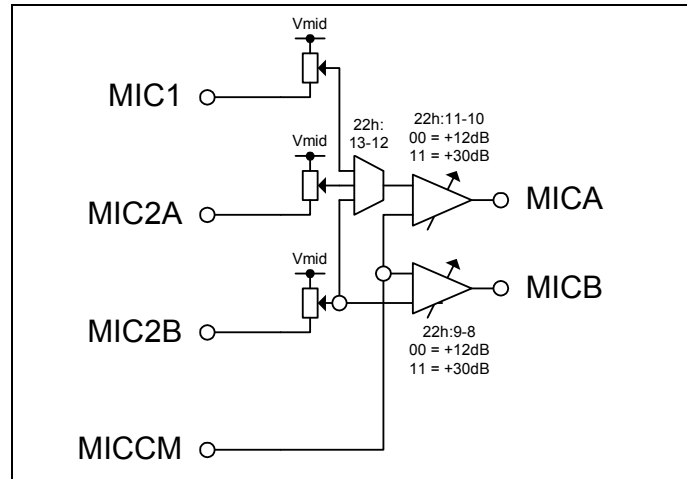 Vmid
MIC1
22h:
13-12
22h:11-10
00 = +12dB
11 = +30dB
Vmid
MIC2A
MICA
Vmid
MIC2B
MICB
22h:9-8
00 = +12dB
11 = +30dB
MICCM